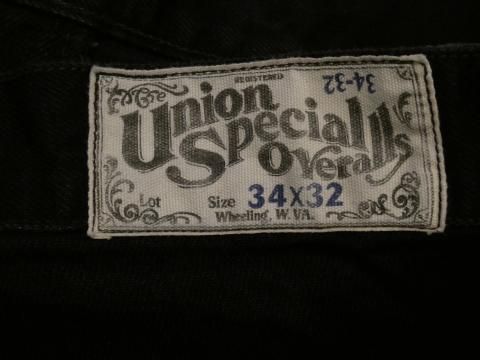 REGISTERED
34-32
Union
Special
Overalls
Lot Size 34X32
Wheeling, W. VA.